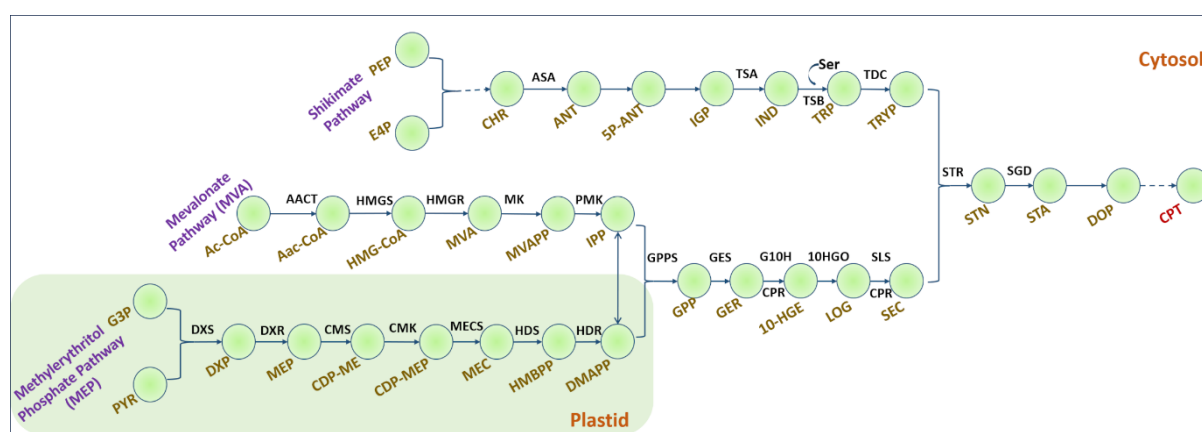 Cytosol
Shikimate
Pathway
PEP
E4P
ASA
TSA
Ser
TSB
TDC
CHR
ANT
5P-ANT
IGP
IND
TRP
TRYP
Mevalonate
Pathway (MVA)
AACT
HMGS
HMGR
MK
PMK
Ac-CoA
Aac-CoA
HMG-CoA
MVA
MVAPP
IPP
STR
SGD
STN
STA
DOP
CPT
GPPS
GES
G10H
CPR
10HGO
SLS
CPR
GPP
GER
10-HGE
LOG
SEC
Methylerythritol
Phosphate Pathway
(MEP)
G3P
PYR
DXS
DXR
CMS
CMK
MECS
HDS
HDR
DXP
MEP
CDP-ME
CDP-MEP
MEC
HMBPP
DMAPP
Plastid